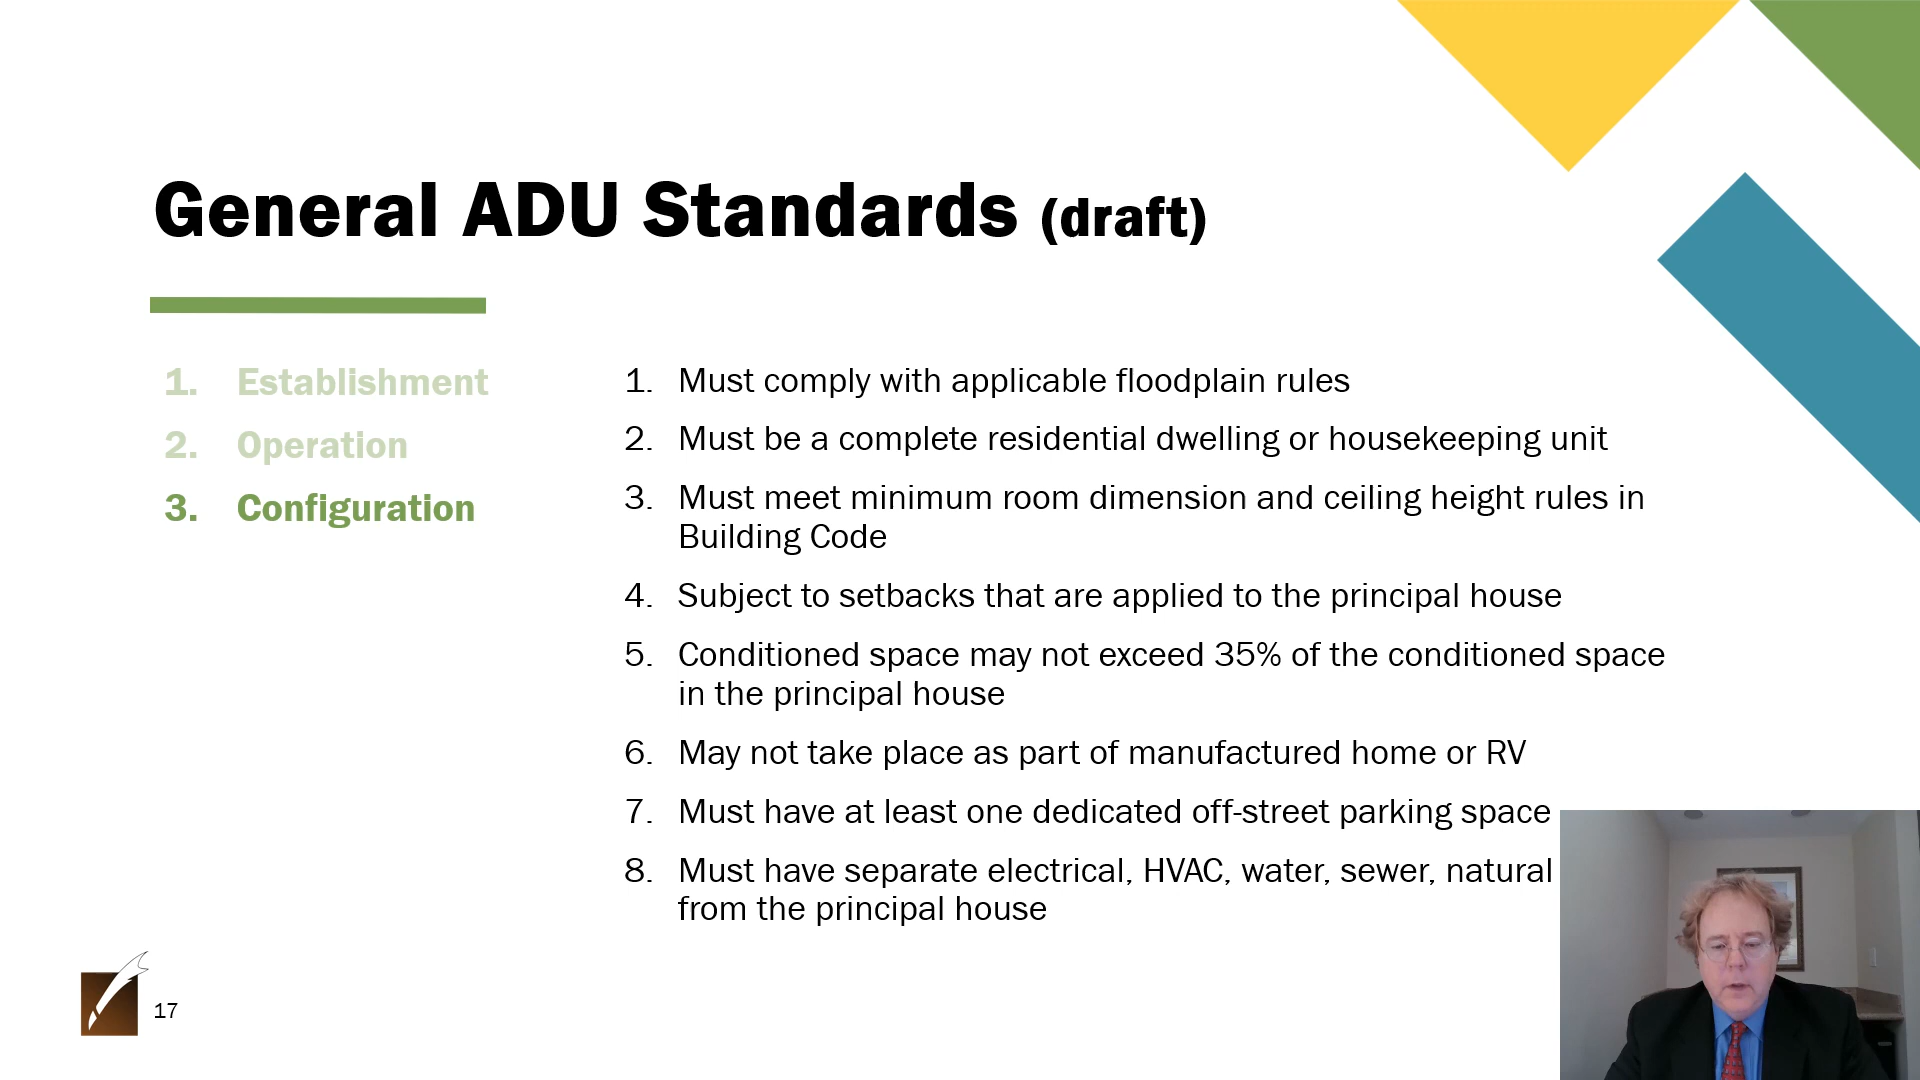 General ADU Standards (draft)
1. Establishment
2. Operation
3. Configuration
1. Must comply with applicable floodplain rules
2. Must be a complete residential dwelling or housekeeping unit
3. Must meet minimum room dimension and ceiling height rules in
Building Code
4. Subject to setbacks that are applied to the principal house
5. Conditioned space may not exceed 35% of the conditioned space
in the principal house
6. May not take place as part of manufactured home or RV
7. Must have at least one dedicated off-street parking space
8. Must have separate electrical, HVAC, water, sewer, natural
from the principal house
17